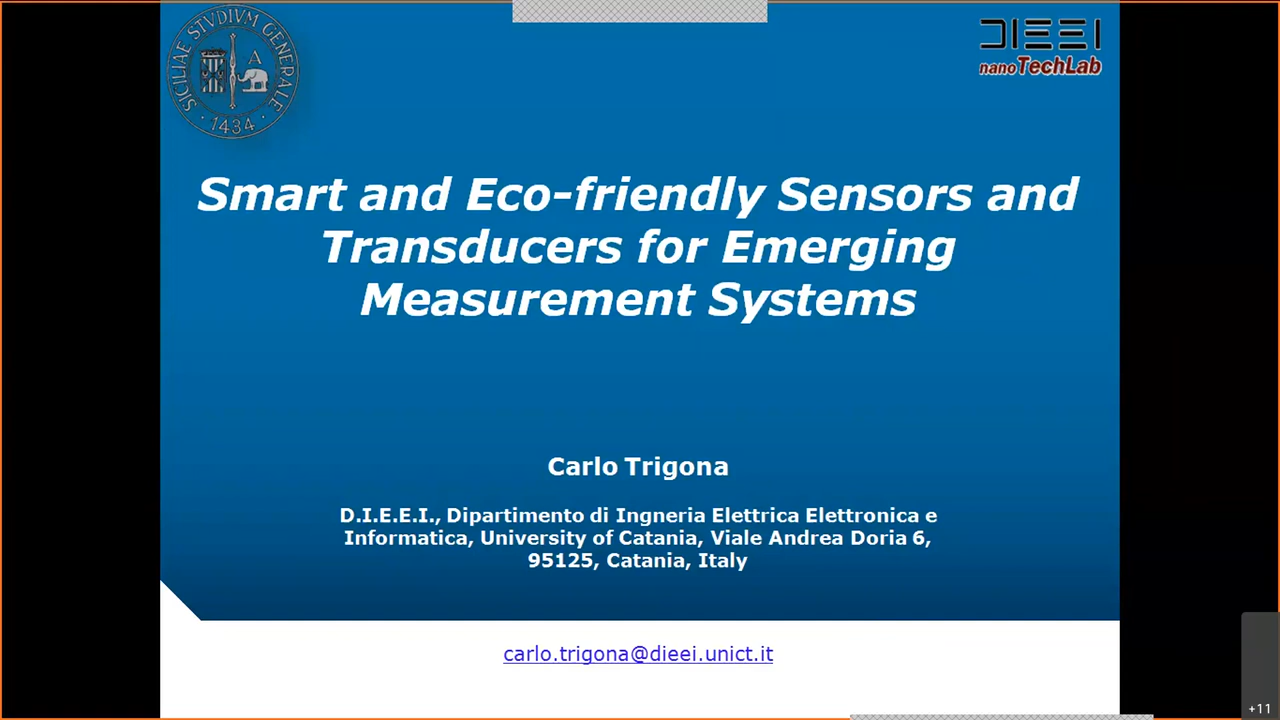 SICILIAE STVDIVM GENERALE
A
· 1434 ·
DIEEI
nanoTechLab
Smart and Eco-friendly Sensors and
Transducers for Emerging
Measurement Systems
Carlo Trigona
D.I.E.E.I., Dipartimento di Ingneria Elettrica Elettronica e
Informatica, University of Catania, Viale Andrea Doria 6,
95125, Catania, Italy
carlo.trigona@dieei.unict.it
+11